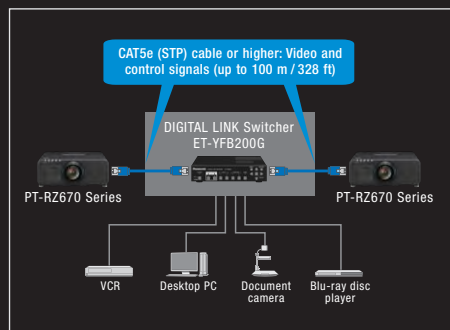 CAT5e (STP) cable or higher: Video and
control signals (up to 100 m / 328 ft)
DIGITAL LINK Switcher
ET-YFB200G
PT-RZ670 Series
PT-RZ670 Series
VCR
Desktop PC
Document
camera
Blu-ray disc
player